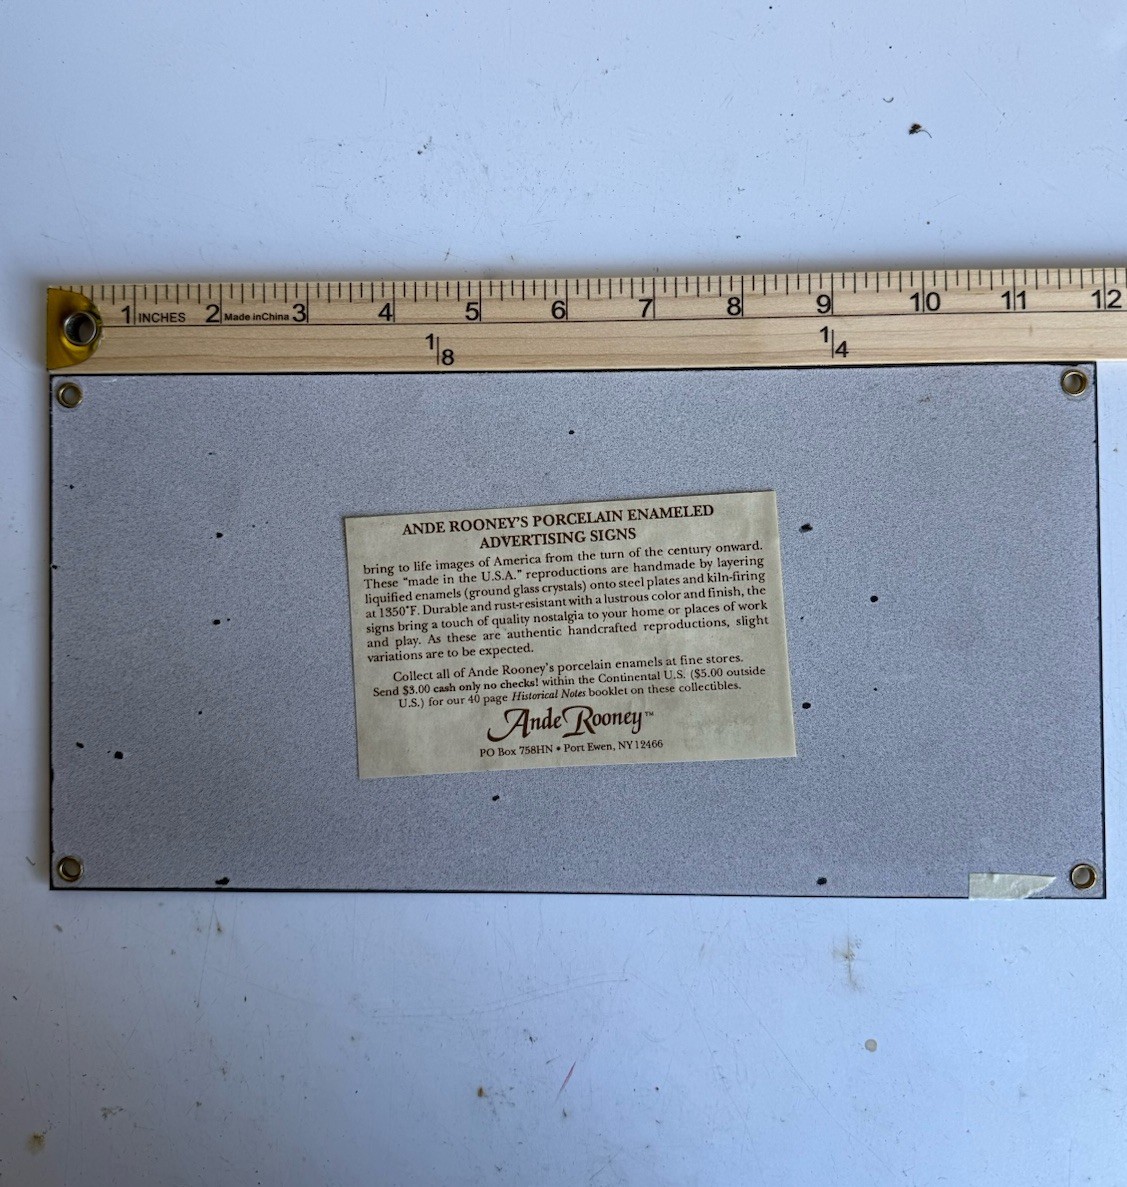 1 INCHES 2 Made in China 3 4 5 6 7 8 9 10 11 12
1/8 1/4
ANDE ROONEY'S PORCELAIN ENAMELED
ADVERTISING SIGNS
bring to life images of America from the turn of the century onward.
These "made in the U.S.A." reproductions are handmade by layering
liquified enamels (ground glass crystals) onto steel plates and kiln-firing
at 1350°F. Durable and rust-resistant with a lustrous color and finish, the
signs bring a touch of quality nostalgia to your home or places of work
and play. As these are authentic handcrafted reproductions, slight
variations are to be expected.
Collect all of Ande Rooney's porcelain enamels at fine stores.
Send $3.00 cash only no checks! within the Continental U.S. ($5.00 outside
U.S.) for our 40 page Historical Notes booklet on these collectibles.
Ande Rooney™
PO Box 758HN • Port Ewen, NY 12466